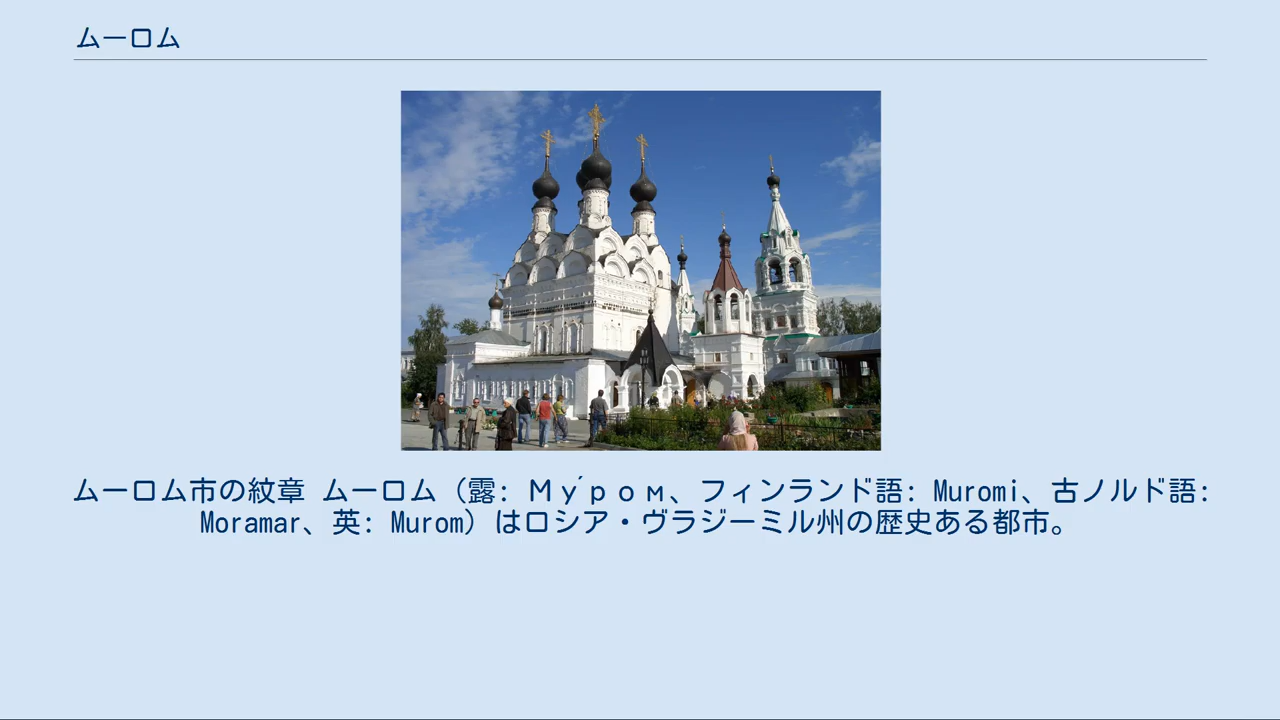 ムーロム
ムーロム市の紋章 ムーロム（露: Му́ром、フィンランド語: Muromi、古ノルド語:
Moramar、英: Murom）はロシア・ヴラジーミル州の歴史ある都市。